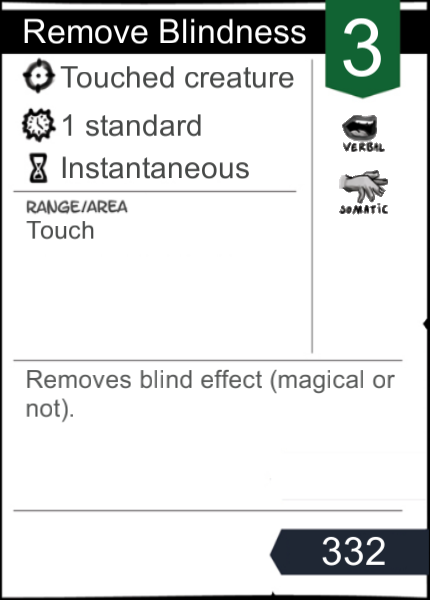 Remove Blindness
3
Touched creature
1 standard
Instantaneous
VERBAL
SOMATIC
RANGE/AREA
Touch
Removes blind effect (magical or
not).
332